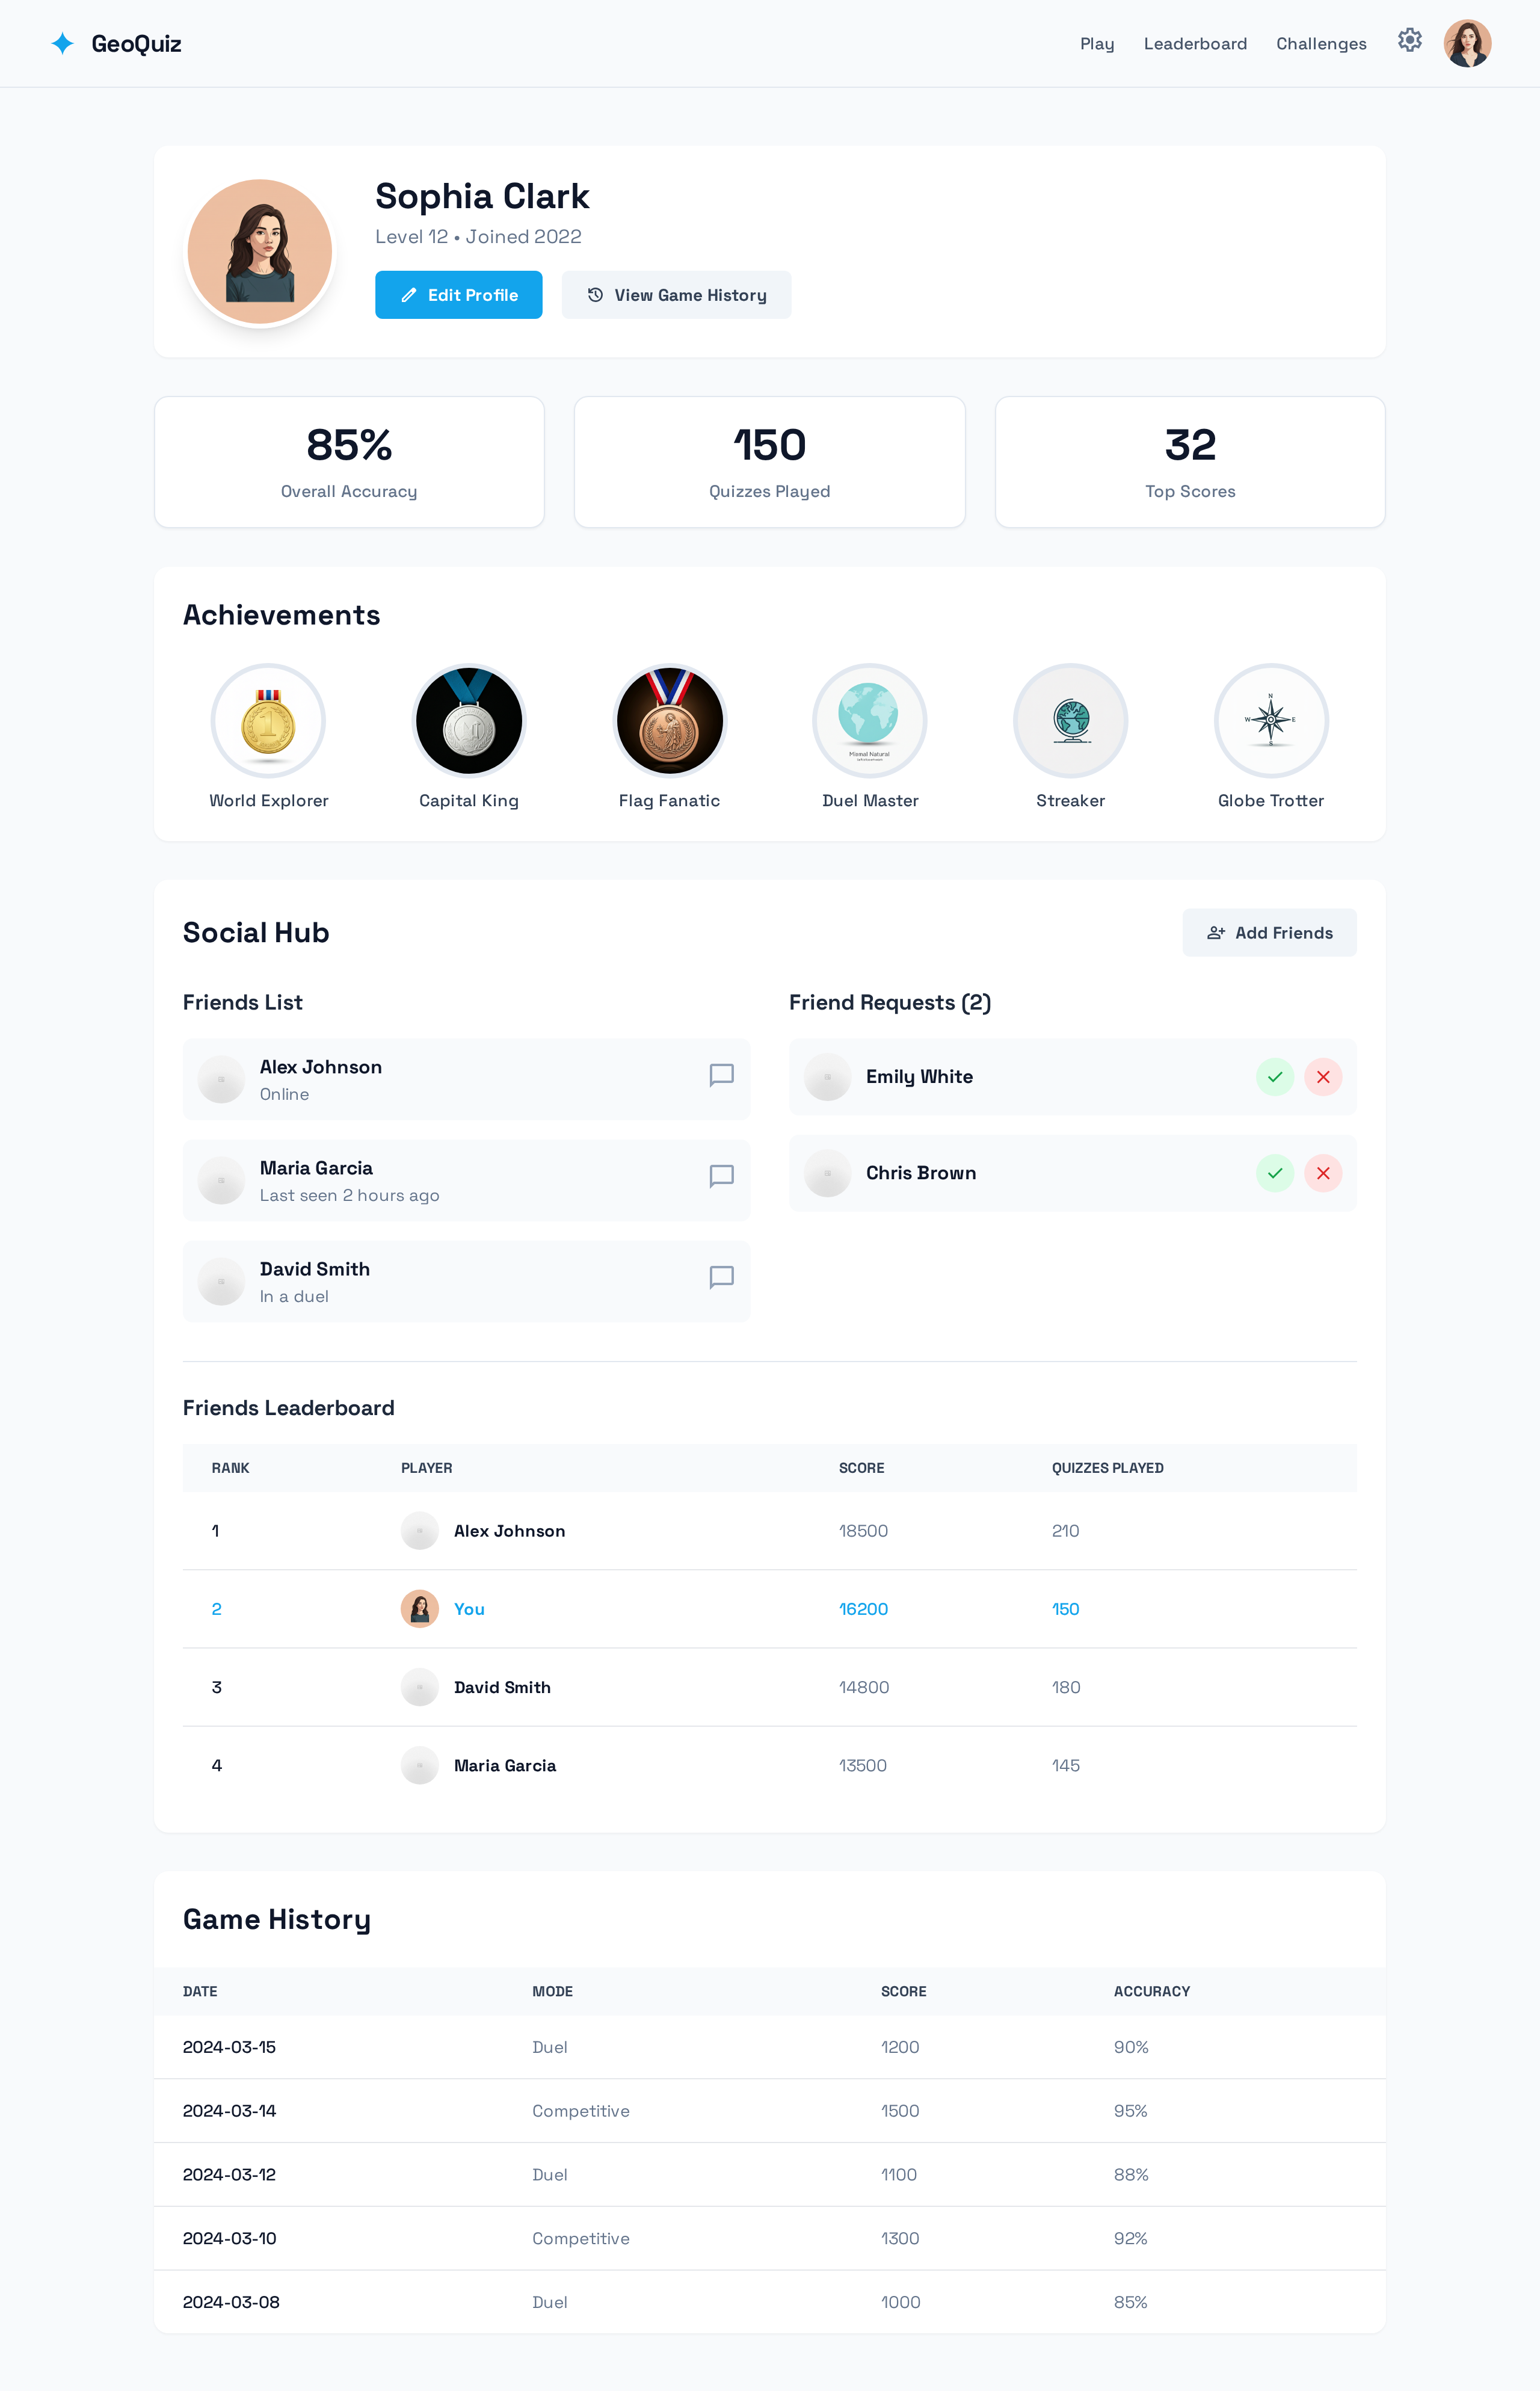 GeoQuiz
Play
Leaderboard
Challenges
Sophia Clark
Level 12 • Joined 2022
Edit Profile
View Game History
85%
Overall Accuracy
150
Quizzes Played
32
Top Scores
Achievements
1
N
W E
S
World Explorer
Capital King
Flag Fanatic
Duel Master
Streaker
Globe Trotter
Social Hub
Add Friends
Friends List
Alex Johnson
Online
Maria Garcia
Last seen 2 hours ago
David Smith
In a duel
Friend Requests (2)
Emily White
Chris Brown
Friends Leaderboard
RANK PLAYER SCORE QUIZZES PLAYED
1 Alex Johnson 18500 210
2 You 16200 150
3 David Smith 14800 180
4 Maria Garcia 13500 145
Game History
DATE MODE SCORE ACCURACY
2024-03-15 Duel 1200 90%
2024-03-14 Competitive 1500 95%
2024-03-12 Duel 1100 88%
2024-03-10 Competitive 1300 92%
2024-03-08 Duel 1000 85%